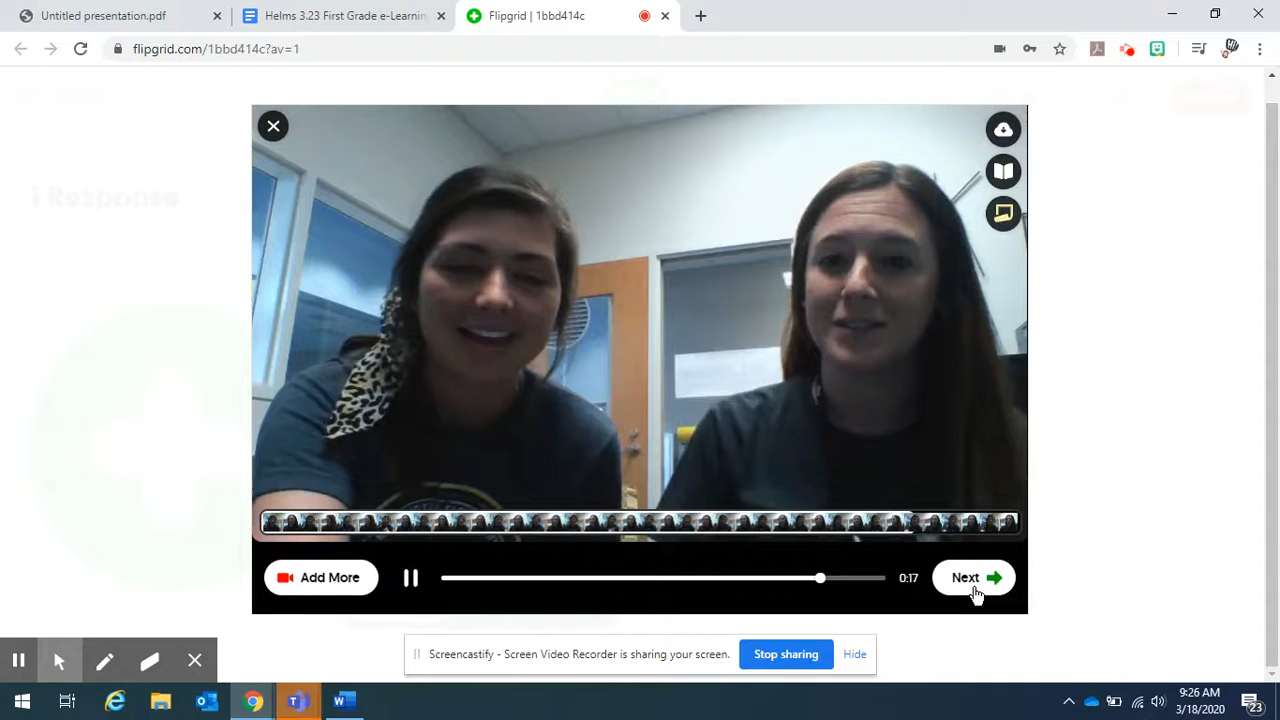 Untitled presentation.pdf
Helms 3.23 First Grade e-Learnin
Flipgrid | 1bbd414c
flipgrid.com/1bbd414c?av=1
1 Response
Add More
0:17
Next
Screencastify - Screen Video Recorder is sharing your screen.
Stop sharing
Hide
9:26 AM
3/18/2020
23